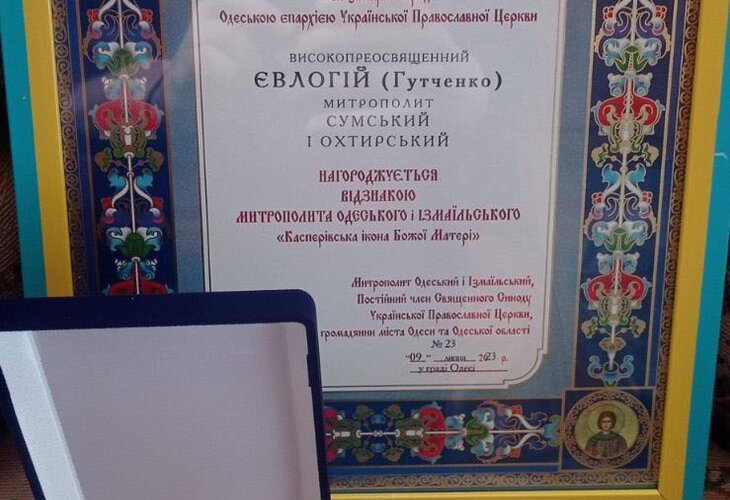 Одеською єпархією Української Православної Церкви
ВИСОКОПРЕОСВЯЩЕННИЙ
ЄВЛОГІЙ (Гутченко)
МИТРОПОЛИТ
СУМСЬКИЙ
І ОХТИРСЬКИЙ
НАГОРОДЖУЄТЬСЯ
ВІДЗНАКОЮ
МИТРОПОЛИТА ОДЕСЬКОГО і ІЗМАЇЛЬСЬКОГО
«Касперівська ікона Божої Матері»
Митрополит Одеський і Ізмаїльський,
Постійний член Священного Синоду
Української Православної Церкви,
громадянин міста Одеси та Одеської області
№ 23
"09" липня 2023 р.
у граді Одесі